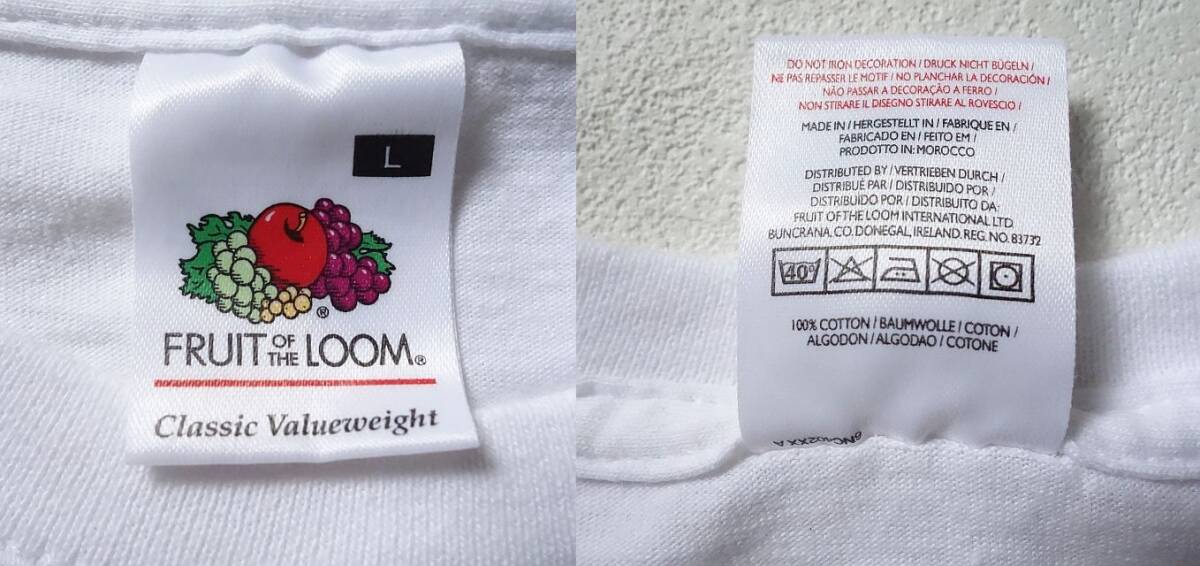 L
®
FRUIT OF THE LOOM®
Classic Valueweight
DO NOT IRON DECORATION / DRUCK NICHT BÜGELN /
NE PAS REPASSER LE MOTIF / NO PLANCHAR LA DECORACIÓN /
NÃO PASSAR A DECORAÇÃO A FERRO /
NON STIRARE IL DISEGNO STIRARE AL ROVESCIO /
MADE IN / HERGESTELLT IN / FABRIQUE EN /
FABRICADO EN / FEITO EM /
PRODOTTO IN: MOROCCO
DISTRIBUTED BY / VERTRIEBEN DURCH /
DISTRIBUÉ PAR / DISTRIBUIDO POR /
DISTRIBUÍDO POR / DISTRIBUITO DA:
FRUIT OF THE LOOM INTERNATIONAL LTD
BUNCRANA. CO. DONEGAL, IRELAND. REG. NO. 83732
40°
100% COTTON / BAUMWOLLE / COTON /
ALGODON / ALGODAO / COTONE